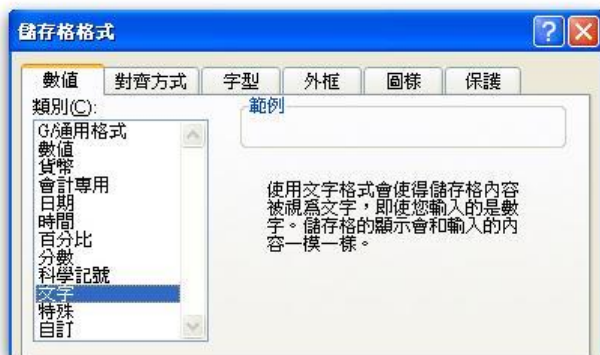 儲存格格式
數值 對齊方式 字型 外框 圖樣 保護
類別(C):
G/通用格式
數值
貨幣
會計專用
日期
時間
百分比
分數
科學記號
文字
特殊
自訂
範例
使用文字格式會使得儲存格內容
被視為文字，即使您輸入的是數
字。儲存格的顯示會和輸入的內
容一模一樣。